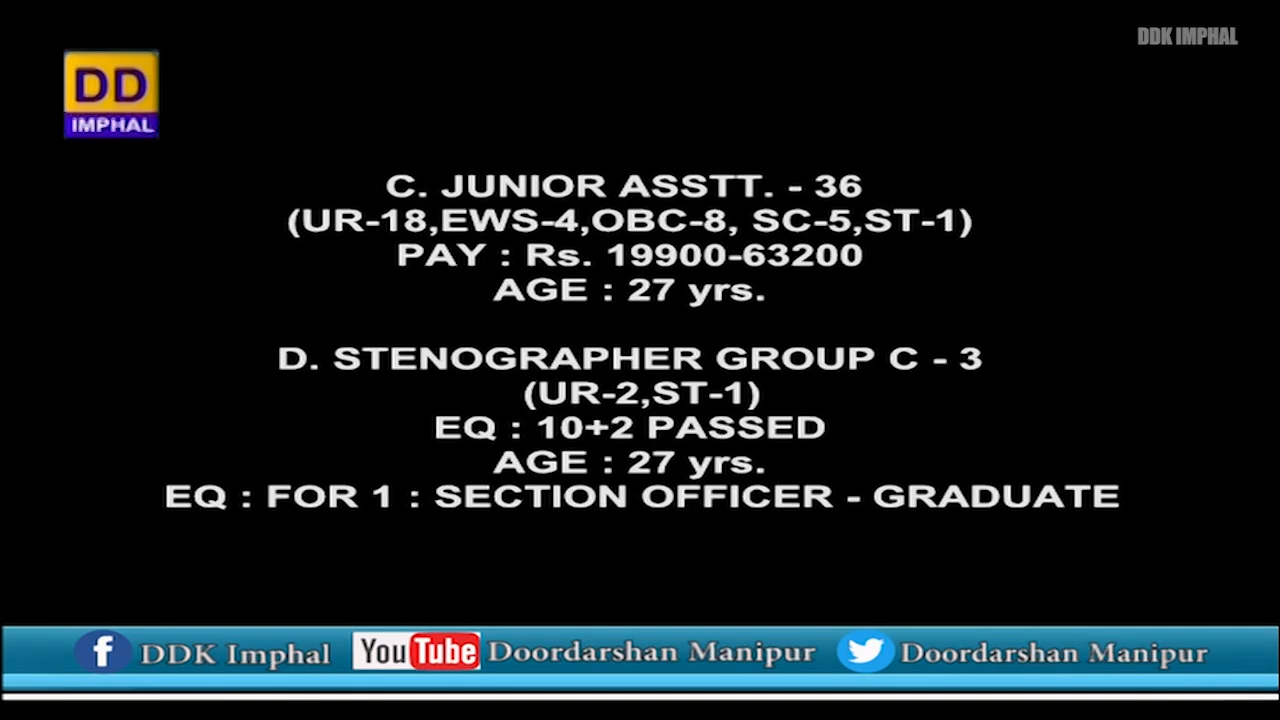 DDK IMPHAL
DD
IMPHAL
C. JUNIOR ASSTT. - 36
(UR-18,EWS-4,OBC-8, SC-5,ST-1)
PAY : Rs. 19900-63200
AGE : 27 yrs.
D. STENOGRAPHER GROUP C - 3
(UR-2,ST-1)
EQ : 10+2 PASSED
AGE : 27 yrs.
EQ : FOR 1 : SECTION OFFICER - GRADUATE
f DDK Imphal YouTube Doordarshan Manipur Doordarshan Manipur